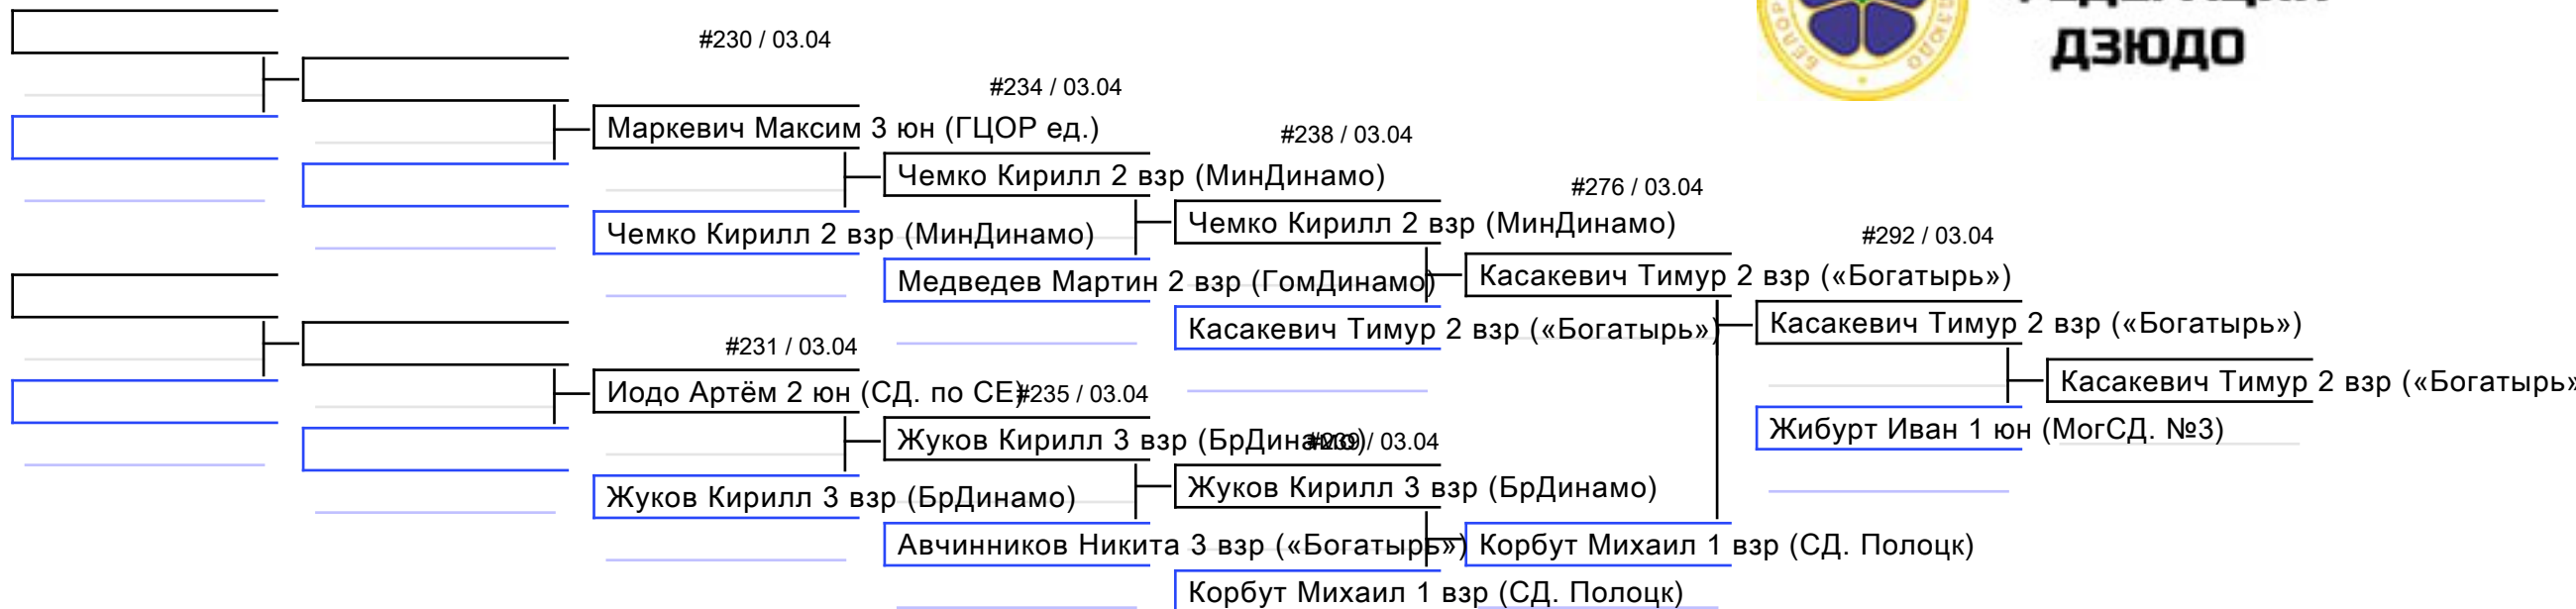 ДЗЮДО
#230 / 03.04
#234 / 03.04
Маркевич Максим 3 юн (ГЦОР ед.)
#238 / 03.04
Чемко Кирилл 2 взр (МинДинамо)
#276 / 03.04
Чемко Кирилл 2 взр (МинДинамо)
Чемко Кирилл 2 взр (МинДинамо)
#292 / 03.04
Медведев Мартин 2 взр (ГомДинамо)
Касакевич Тимур 2 взр («Богатырь»)
Касакевич Тимур 2 взр («Богатырь»)
Касакевич Тимур 2 взр («Богатырь»)
#231 / 03.04
Касакевич Тимур 2 взр («Богатырь»
Иодо Артём 2 юн (СД. по СЕ)
#235 / 03.04
Жибурт Иван 1 юн (МогСД. №3)
Жуков Кирилл 3 взр (БрДинамо)
#239 / 03.04
Жуков Кирилл 3 взр (БрДинамо)
Жуков Кирилл 3 взр (БрДинамо)
Авчинников Никита 3 взр («Богатырь»)
Корбут Михаил 1 взр (СД. Полоцк)
Корбут Михаил 1 взр (СД. Полоцк)